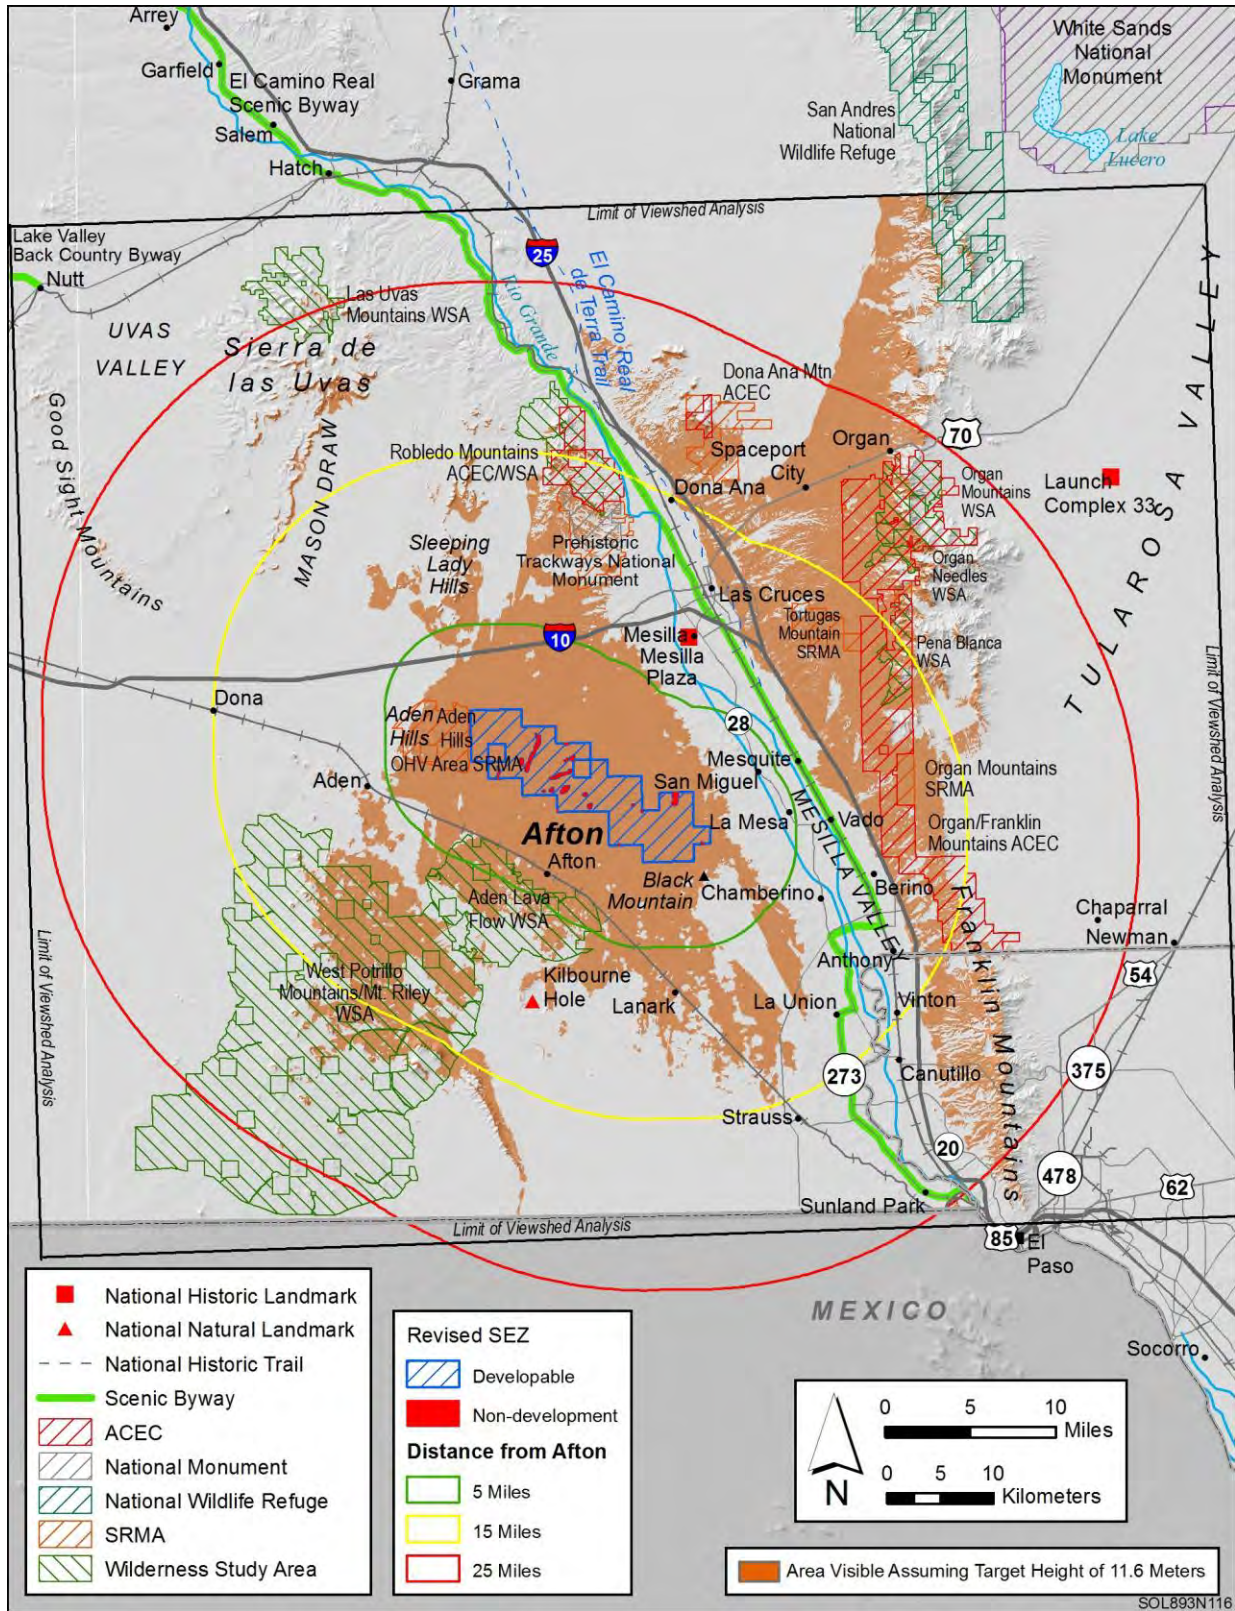 Arrey
Garfield
El Camino Real
Scenic Byway
Salem
Hatch
Grama
White Sands
National
Monument
San Andres
National
Wildlife Refuge
Lake
Lucero
Limit of Viewshed Analysis
Lake Valley
Back Country Byway
Nutt
25
El Camino Real
de Terra Trail
Rio Grande
Las Uvas
Mountains WSA
UVAS
VALLEY
Sierra de
las Uvas
Good Sight Mountains
MASON DRAW
Dona Ana Mtn
ACEC
Robledo Mountains
ACEC/WSA
Spaceport
City
Organ
70
Dona Ana
Organ
Mountains
WSA
Launch
Complex 33
TULAROSA VALLEY
Sleeping
Lady
Hills
Prehistoric
Trackways National
Monument
Organ
Needles
WSA
Las Cruces
10
Mesilla
Mesilla
Plaza
Tortugas
Mountain
SRMA
Pena Blanca
WSA
Limit of Viewshed Analysis
Dona
Aden
Hills
Aden
Hills
OHV Area SRMA
28
Mesquite
San Miguel
Aden
Organ Mountains
SRMA
La Mesa
MESILLA VALLEY
Vado
Afton
Afton
Organ/Franklin
Mountains ACEC
Black
Mountain
Chamberino
Berino
Aden Lava
Flow WSA
Franklin Mountains
Chaparral
Newman
Anthony
54
Limit of Viewshed Analysis
West Potrillo
Mountains/Mt. Riley
WSA
Kilbourne
Hole
Lanark
La Union
Vinton
273
Canutillo
375
Strauss
20
478
62
Sunland Park
Limit of Viewshed Analysis
85
El
Paso
MEXICO
Socorro
National Historic Landmark
National Natural Landmark
National Historic Trail
Scenic Byway
ACEC
National Monument
National Wildlife Refuge
SRMA
Wilderness Study Area
Revised SEZ
Developable
Non-development
Distance from Afton
5 Miles
15 Miles
25 Miles
N
0 5 10
Miles
0 5 10
Kilometers
Area Visible Assuming Target Height of 11.6 Meters
SOL893N116